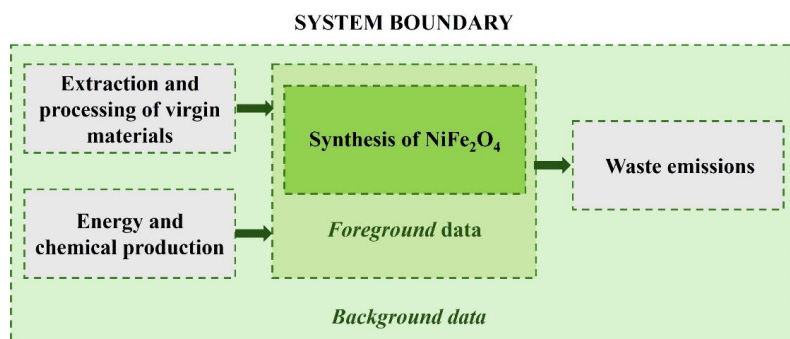 SYSTEM BOUNDARY
Extraction and
processing of virgin
materials
Energy and
chemical production
Synthesis of NiFe₂O₄
Foreground data
Waste emissions
Background data